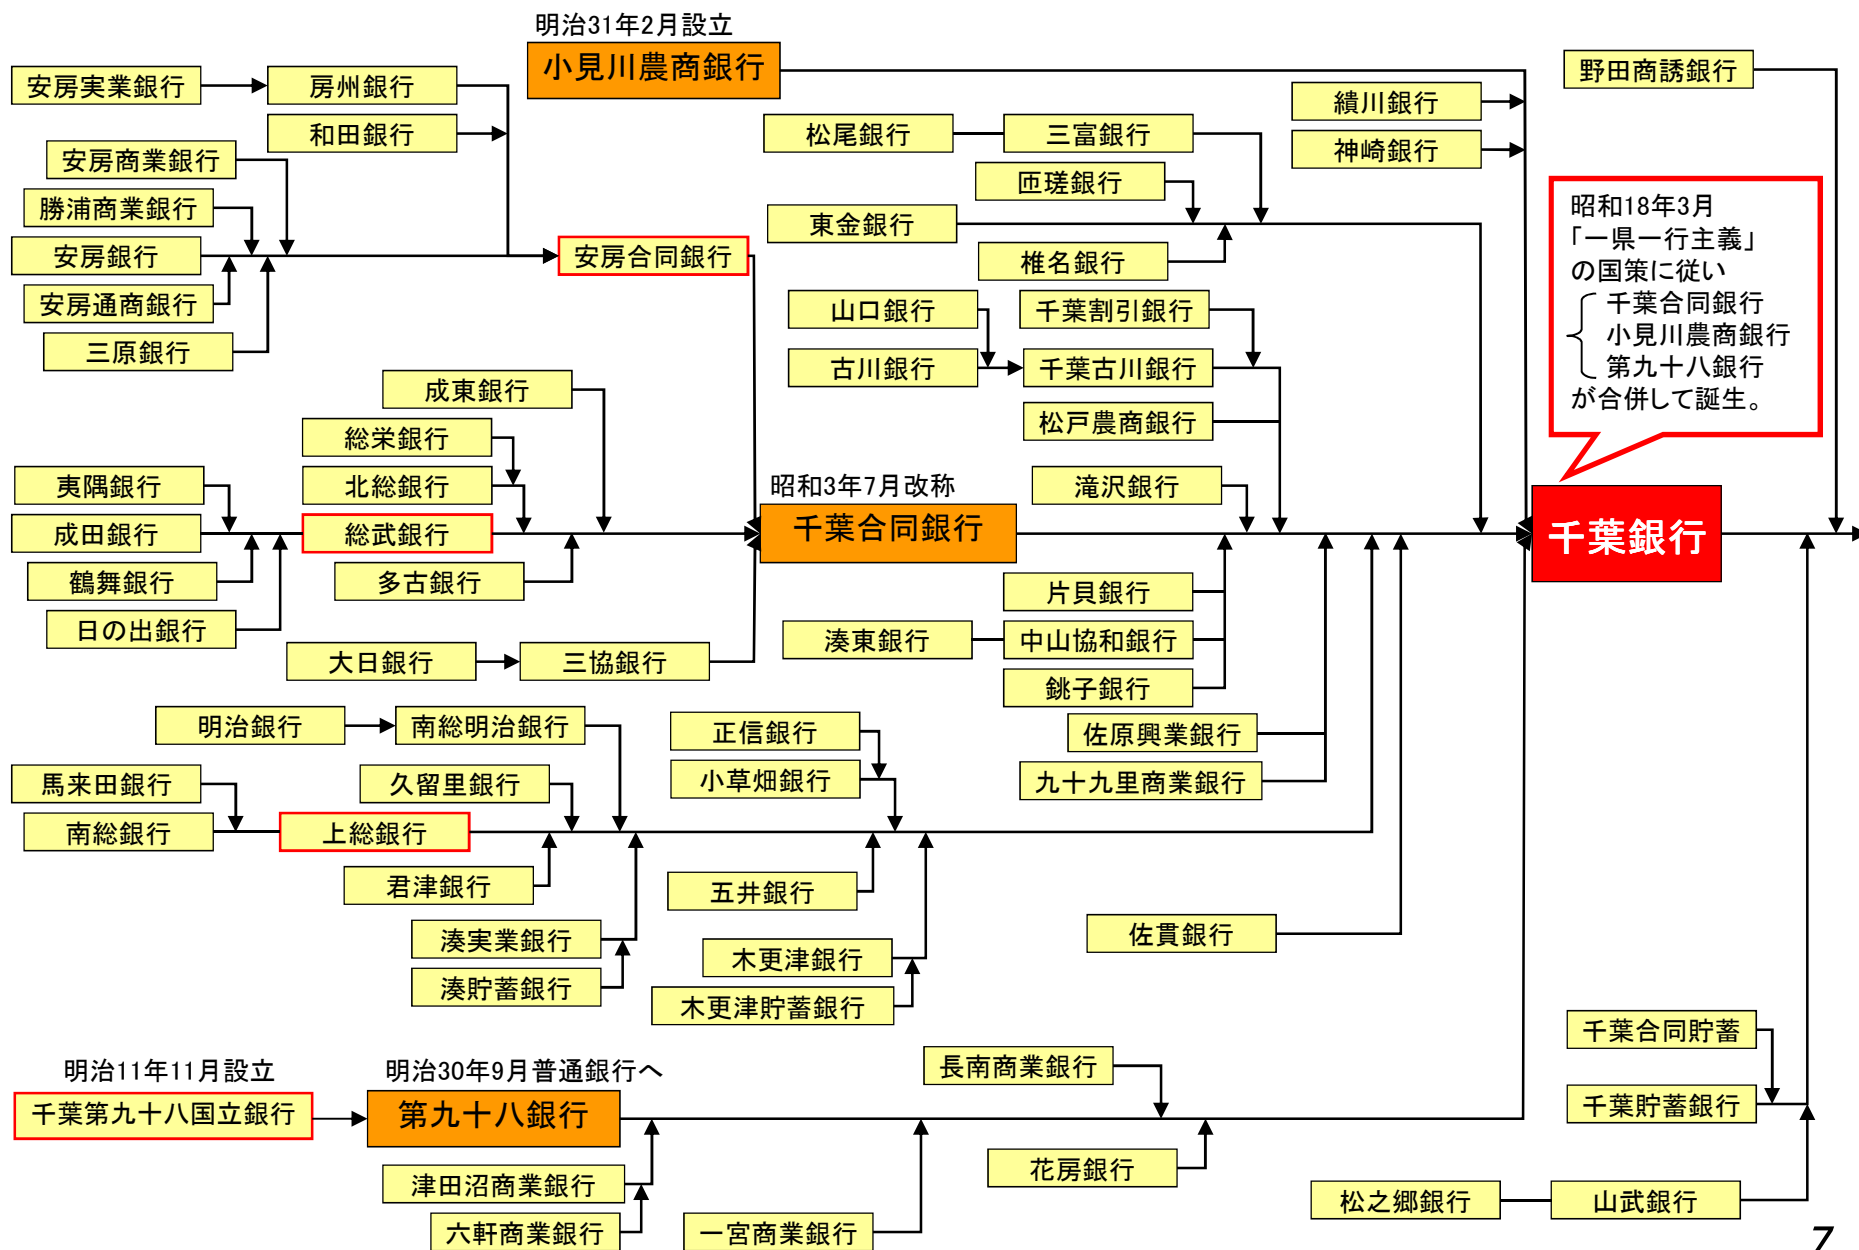 明治31年2月設立
小見川農商銀行
安房実業銀行
房州銀行
和田銀行
安房商業銀行
勝浦商業銀行
安房銀行
安房通商銀行
三原銀行
安房合同銀行
松尾銀行
三富銀行
匝瑳銀行
東金銀行
椎名銀行
山口銀行
千葉割引銀行
古川銀行
千葉古川銀行
松戸農商銀行
滝沢銀行
繢川銀行
神崎銀行
野田商誘銀行
昭和18年3月
「一県一行主義」
の国策に従い
千葉合同銀行
小見川農商銀行
第九十八銀行
が合併して誕生。
成東銀行
総栄銀行
北総銀行
夷隅銀行
成田銀行
総武銀行
鶴舞銀行
多古銀行
日の出銀行
大日銀行
三協銀行
昭和3年7月改称
千葉合同銀行
千葉銀行
片貝銀行
湊東銀行
中山協和銀行
銚子銀行
佐原興業銀行
九十九里商業銀行
明治銀行
南総明治銀行
正信銀行
馬来田銀行
久留里銀行
小草畑銀行
南総銀行
上総銀行
君津銀行
五井銀行
湊実業銀行
湊貯蓄銀行
木更津銀行
木更津貯蓄銀行
佐貫銀行
千葉合同貯蓄
千葉貯蓄銀行
松之郷銀行
山武銀行
明治11年11月設立
千葉第九十八国立銀行
明治30年9月普通銀行へ
第九十八銀行
長南商業銀行
花房銀行
津田沼商業銀行
六軒商業銀行
一宮商業銀行
7